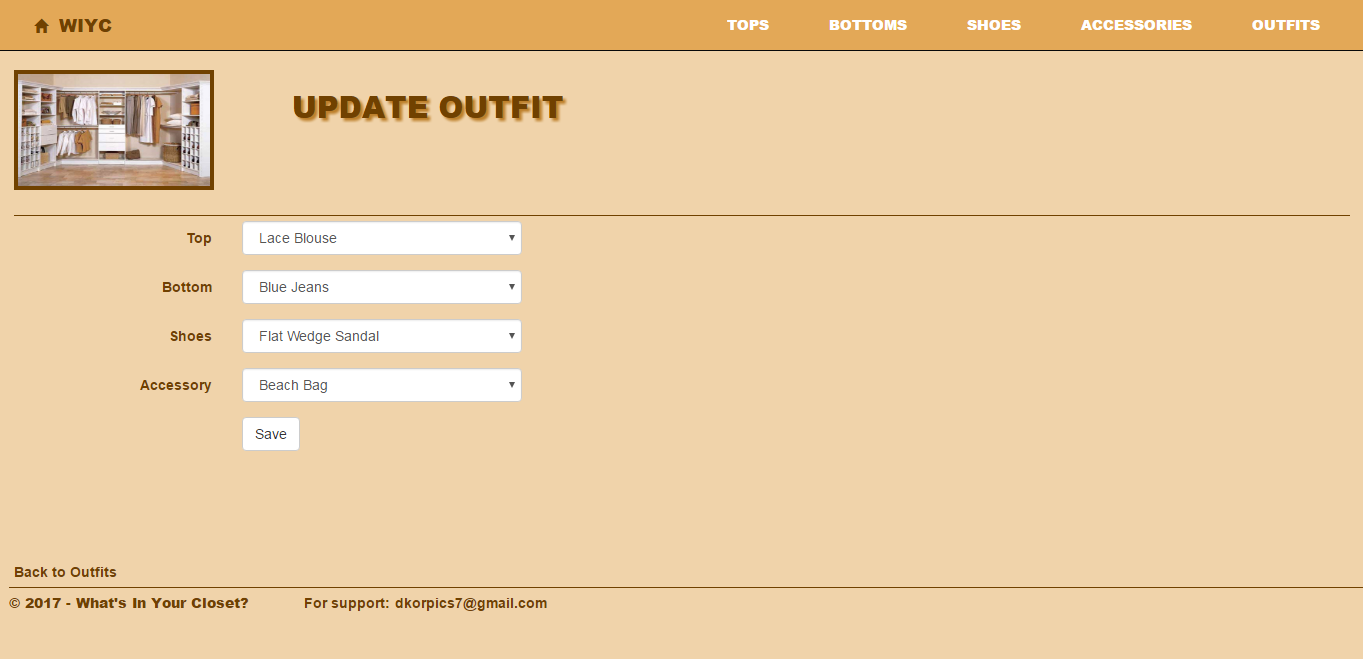 WIYC TOPS BOTTOMS SHOES ACCESSORIES OUTFITS
UPDATE OUTFIT
Top Lace Blouse
Bottom Blue Jeans
Shoes Flat Wedge Sandal
Accessory Beach Bag
Save
Back to Outfits
© 2017 - What's In Your Closet? For support: dkorpics7@gmail.com